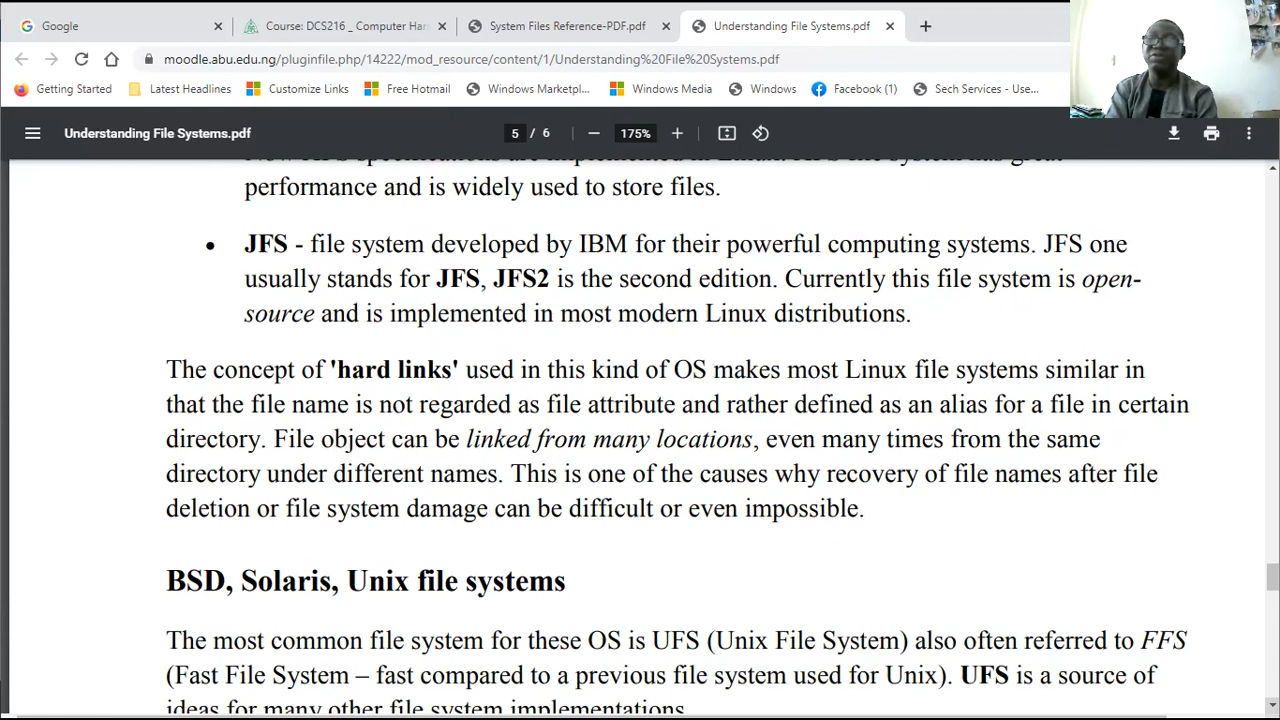 Google
Course: DCS216 _ Computer Har
System Files Reference-PDF.pdf
Understanding File Systems.pdf
moodle.abu.edu.ng/pluginfile.php/14222/mod_resource/content/1/Understanding%20File%20Systems.pdf
Getting Started
Latest Headlines
Customize Links
Free Hotmail
Windows Marketpl...
Windows Media
Windows
Facebook (1)
Sech Services - Use...
Understanding File Systems.pdf
5 / 6
175%
performance and is widely used to store files.
• JFS - file system developed by IBM for their powerful computing systems. JFS one
usually stands for JFS, JFS2 is the second edition. Currently this file system is open-
source and is implemented in most modern Linux distributions.
The concept of 'hard links' used in this kind of OS makes most Linux file systems similar in
that the file name is not regarded as file attribute and rather defined as an alias for a file in certain
directory. File object can be linked from many locations, even many times from the same
directory under different names. This is one of the causes why recovery of file names after file
deletion or file system damage can be difficult or even impossible.
BSD, Solaris, Unix file systems
The most common file system for these OS is UFS (Unix File System) also often referred to FFS
(Fast File System – fast compared to a previous file system used for Unix). UFS is a source of
ideas for many other file system implementations.